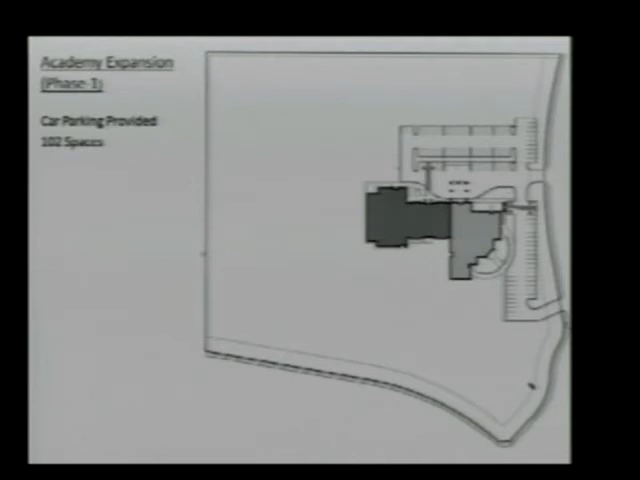 Academy Expansion
(Phase-1)
Car Parking Provided
102 Spaces